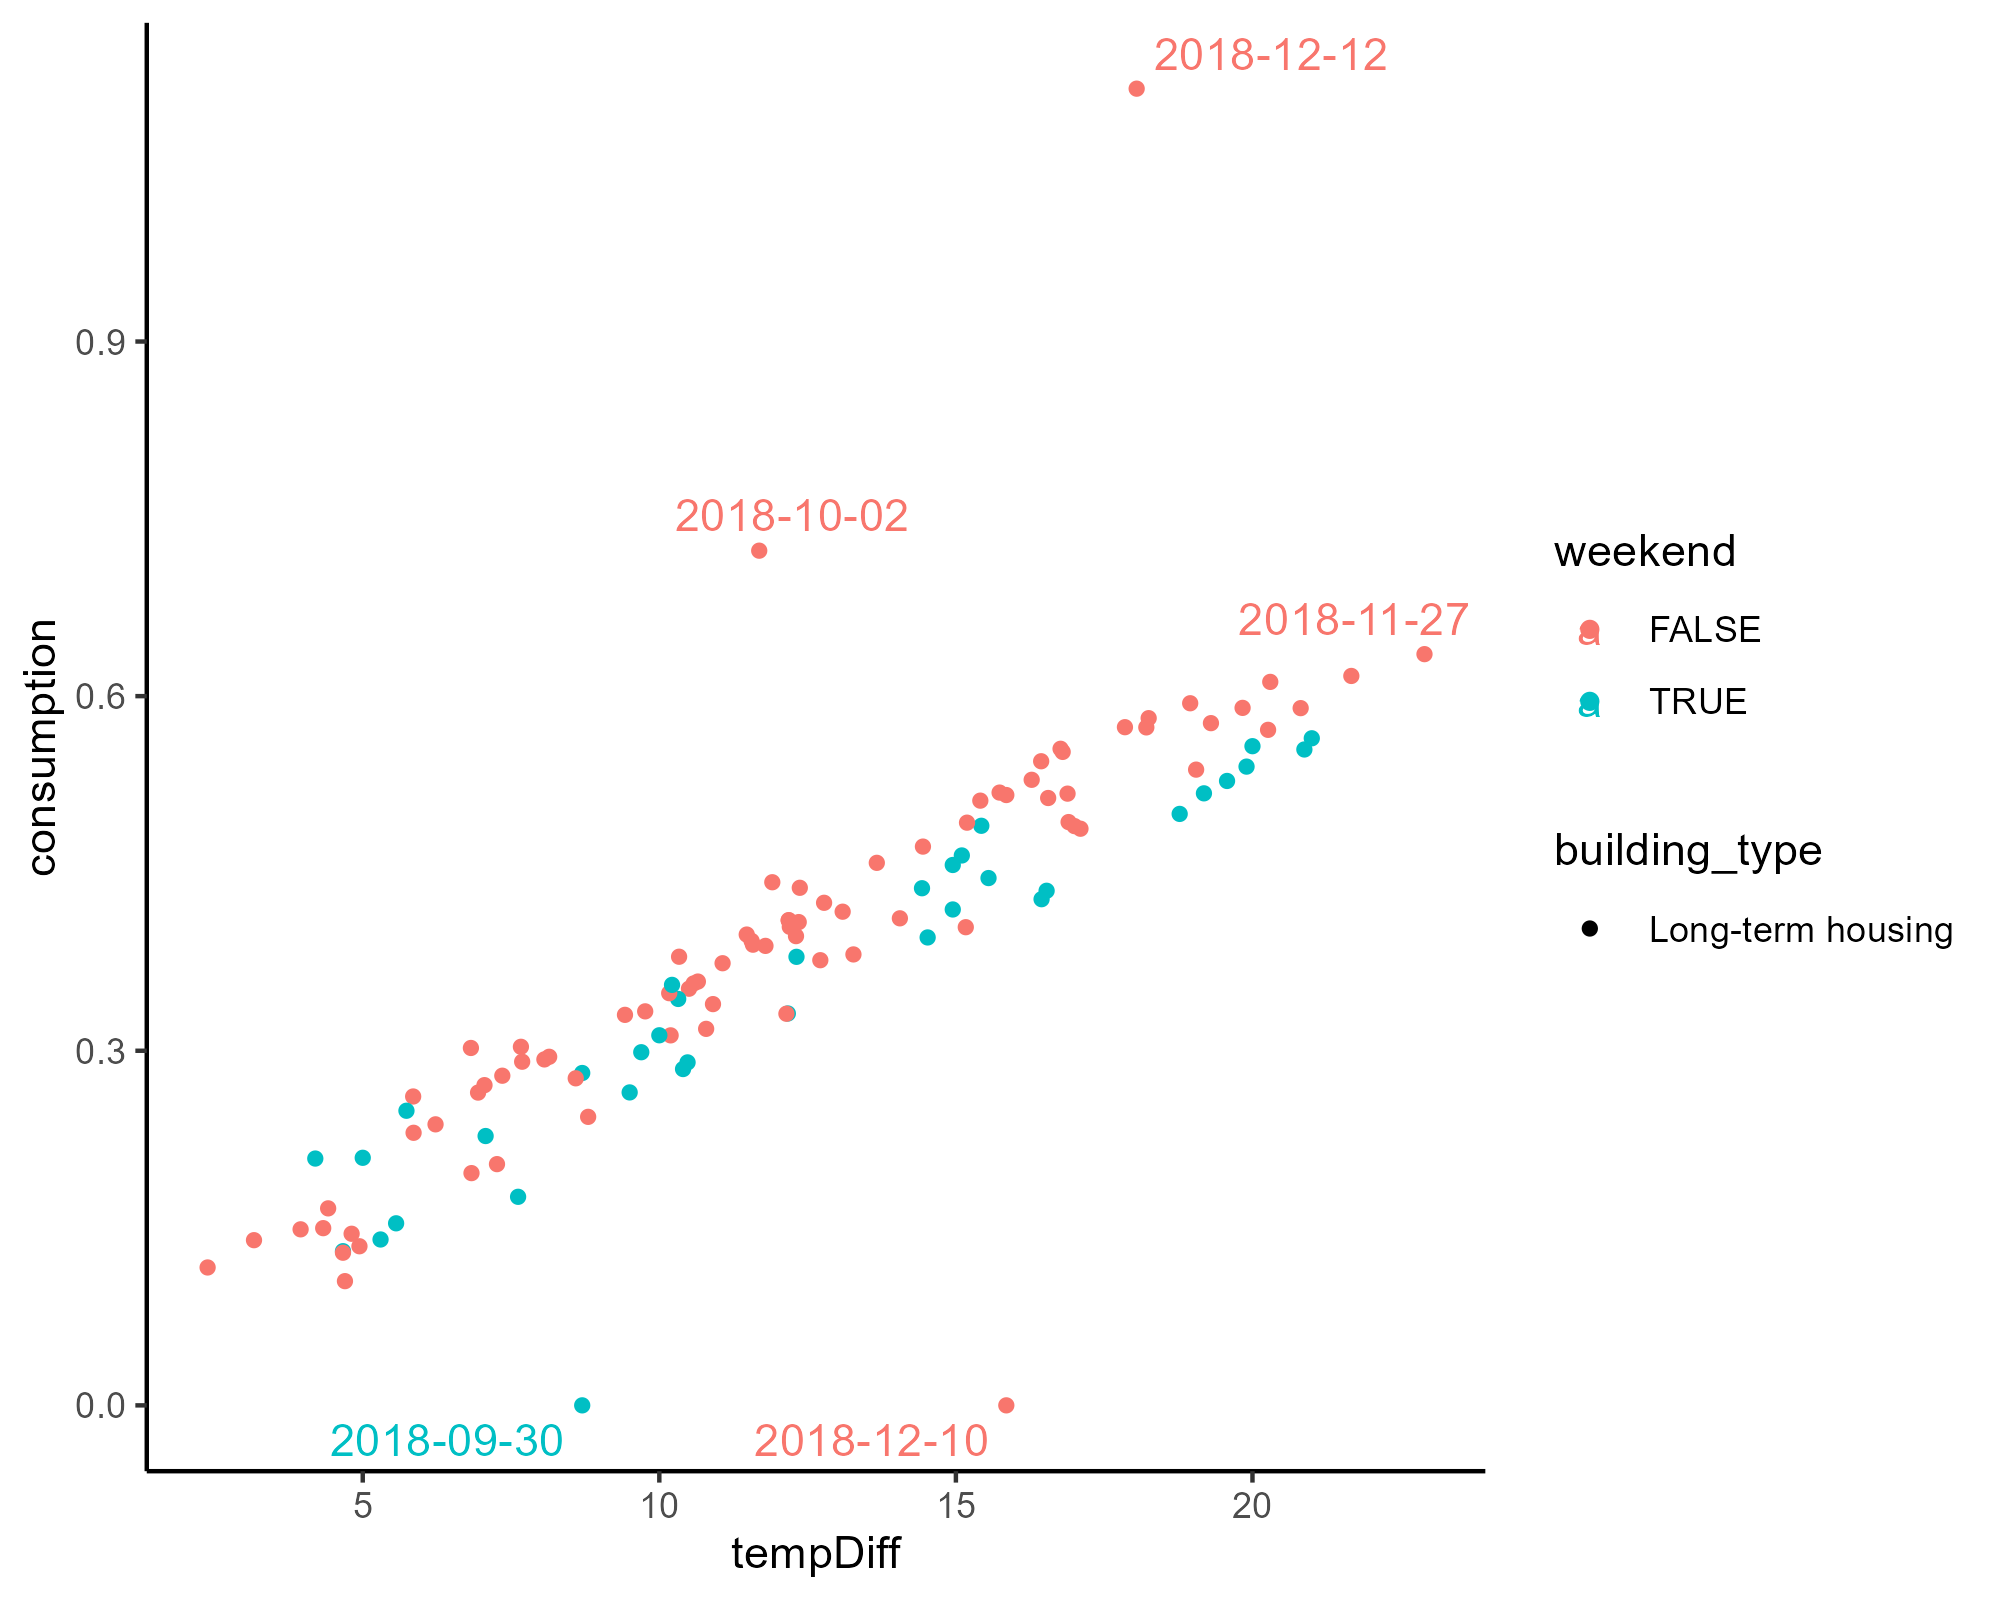 2018-12-12
0.9
2018-10-02
2018-11-27
0.6
0.3
0.0
2018-09-30
2018-12-10
5
10
15
20
tempDiff
consumption
weekend
a FALSE
a TRUE
building_type
Long-term housing